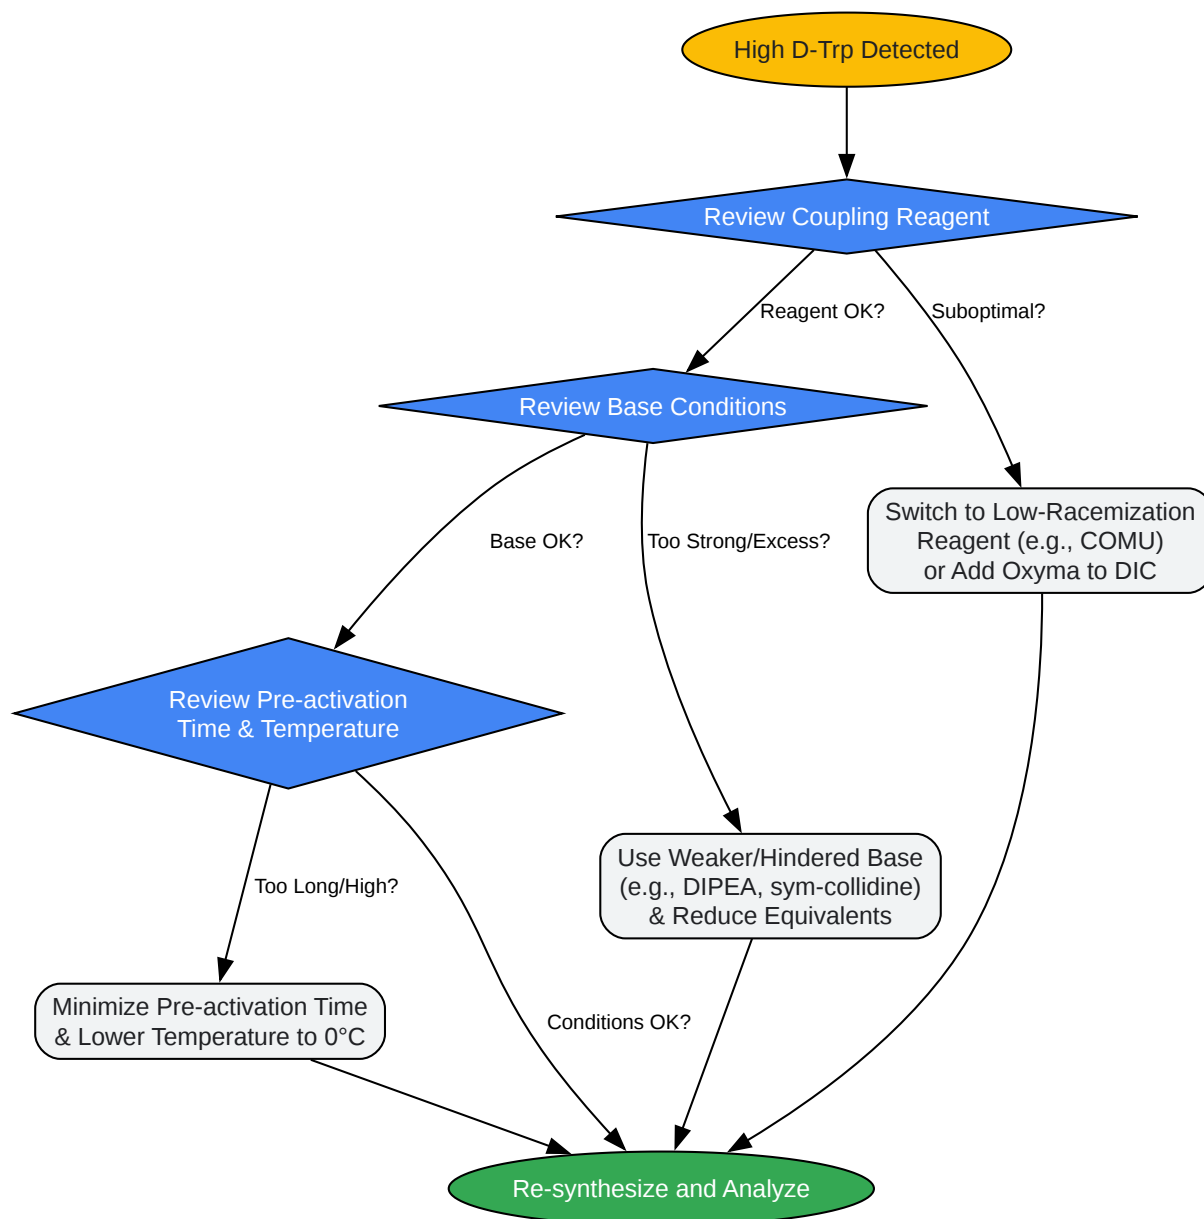 High D-Trp Detected
Review Coupling Reagent
Reagent OK?
Suboptimal?
Review Base Conditions
Switch to Low-Racemization
Reagent (e.g., COMU)
or Add Oxyma to DIC
Base OK?
Too Strong/Excess?
Review Pre-activation
Time & Temperature
Use Weaker/Hindered Base
(e.g., DIPEA, sym-collidine)
& Reduce Equivalents
Too Long/High?
Minimize Pre-activation Time
& Lower Temperature to 0°C
Conditions OK?
Re-synthesize and Analyze